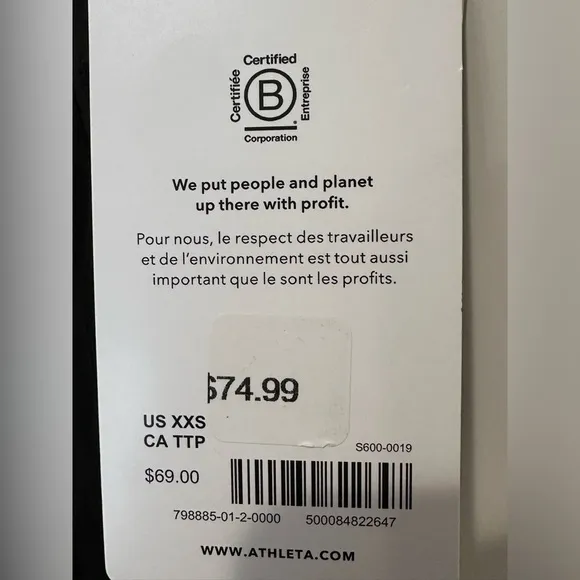 Certified
Certifiée
B
Entreprise
Corporation
We put people and planet
up there with profit.
Pour nous, le respect des travailleurs
et de l'environnement est tout aussi
important que le sont les profits.
$74.99
US XXS
CA TTP
S600-0019
$69.00
798885-01-2-0000 500084822647
WWW.ATHLETA.COM